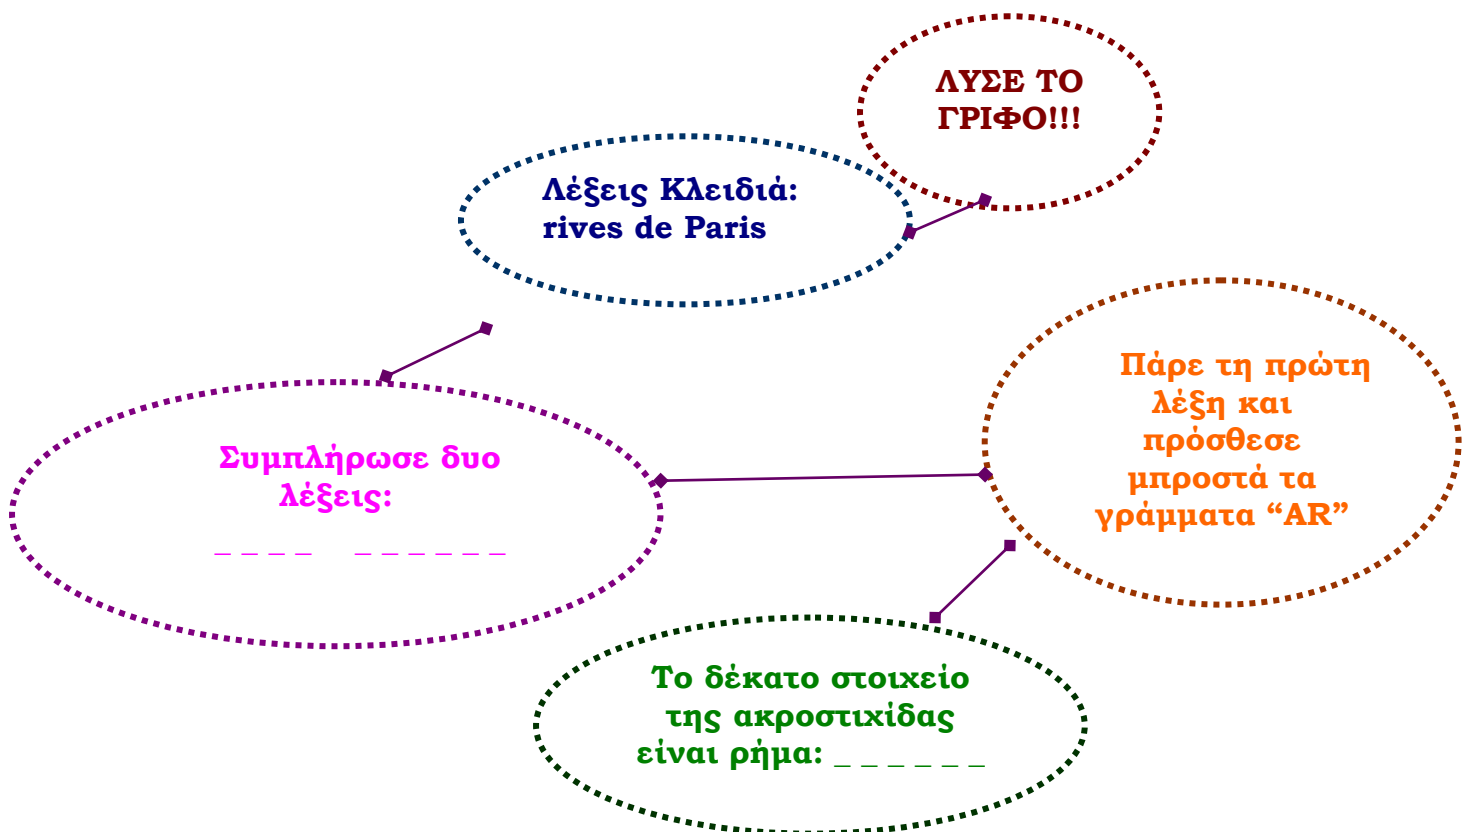 ΛΥΣΕ ΤΟ
ΓΡΙΦΟ!!!
Λέξεις Κλειδιά:
rives de Paris
Συμπλήρωσε δυο
λέξεις:
_ _ _ _   _ _ _ _ _ _
Πάρε τη πρώτη
λέξη και
πρόσθεσε
μπροστά τα
γράμματα “AR”
Το δέκατο στοιχείο
της ακροστιχίδας
είναι ρήμα: _ _ _ _ _ _